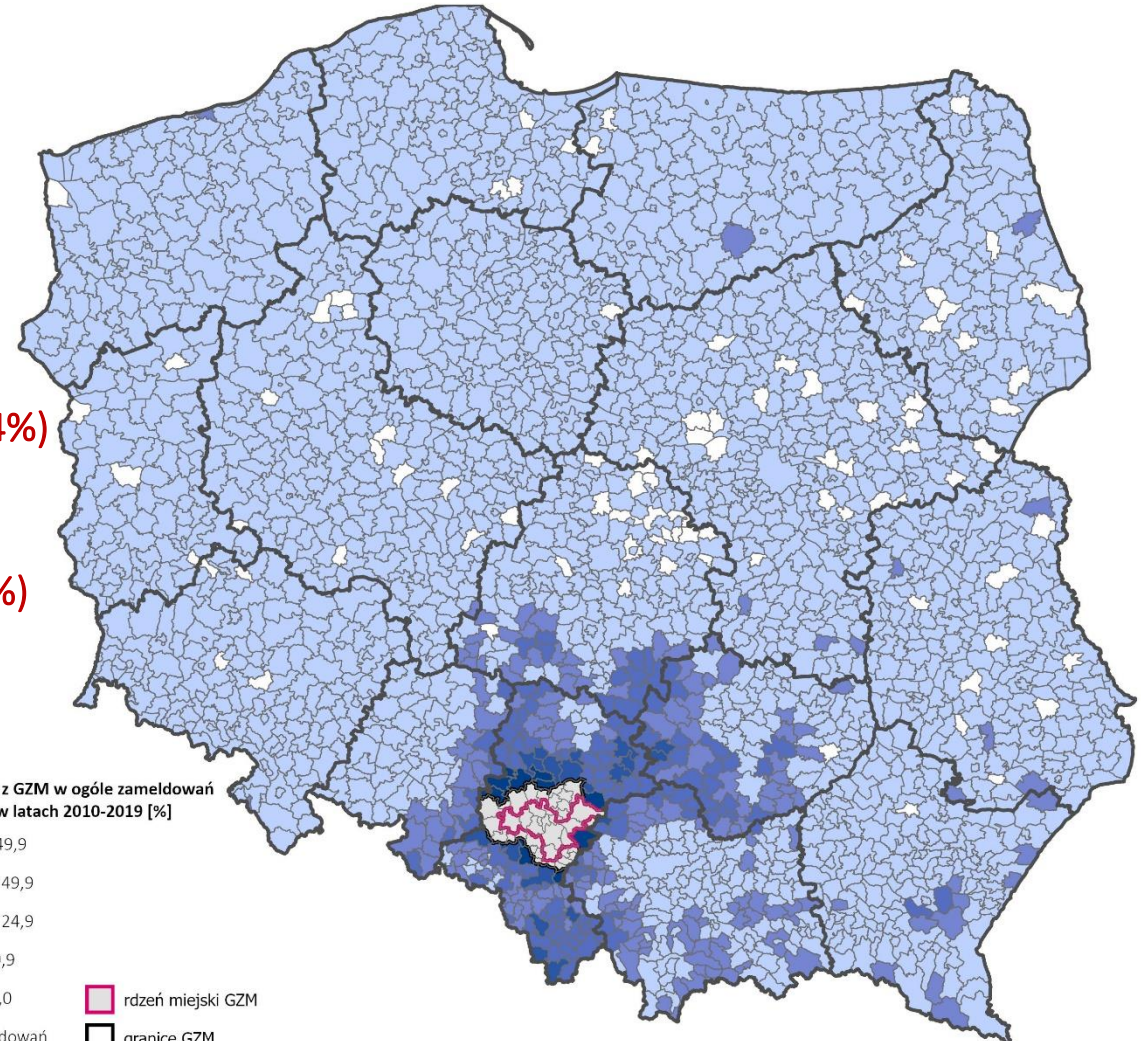 4%)
%)
z GZM w ogóle zameldowań
w latach 2010-2019 [%]
49,9
49,9
24,9
9,9
,0
dowań
rdzeń miejski GZM
granice GZM